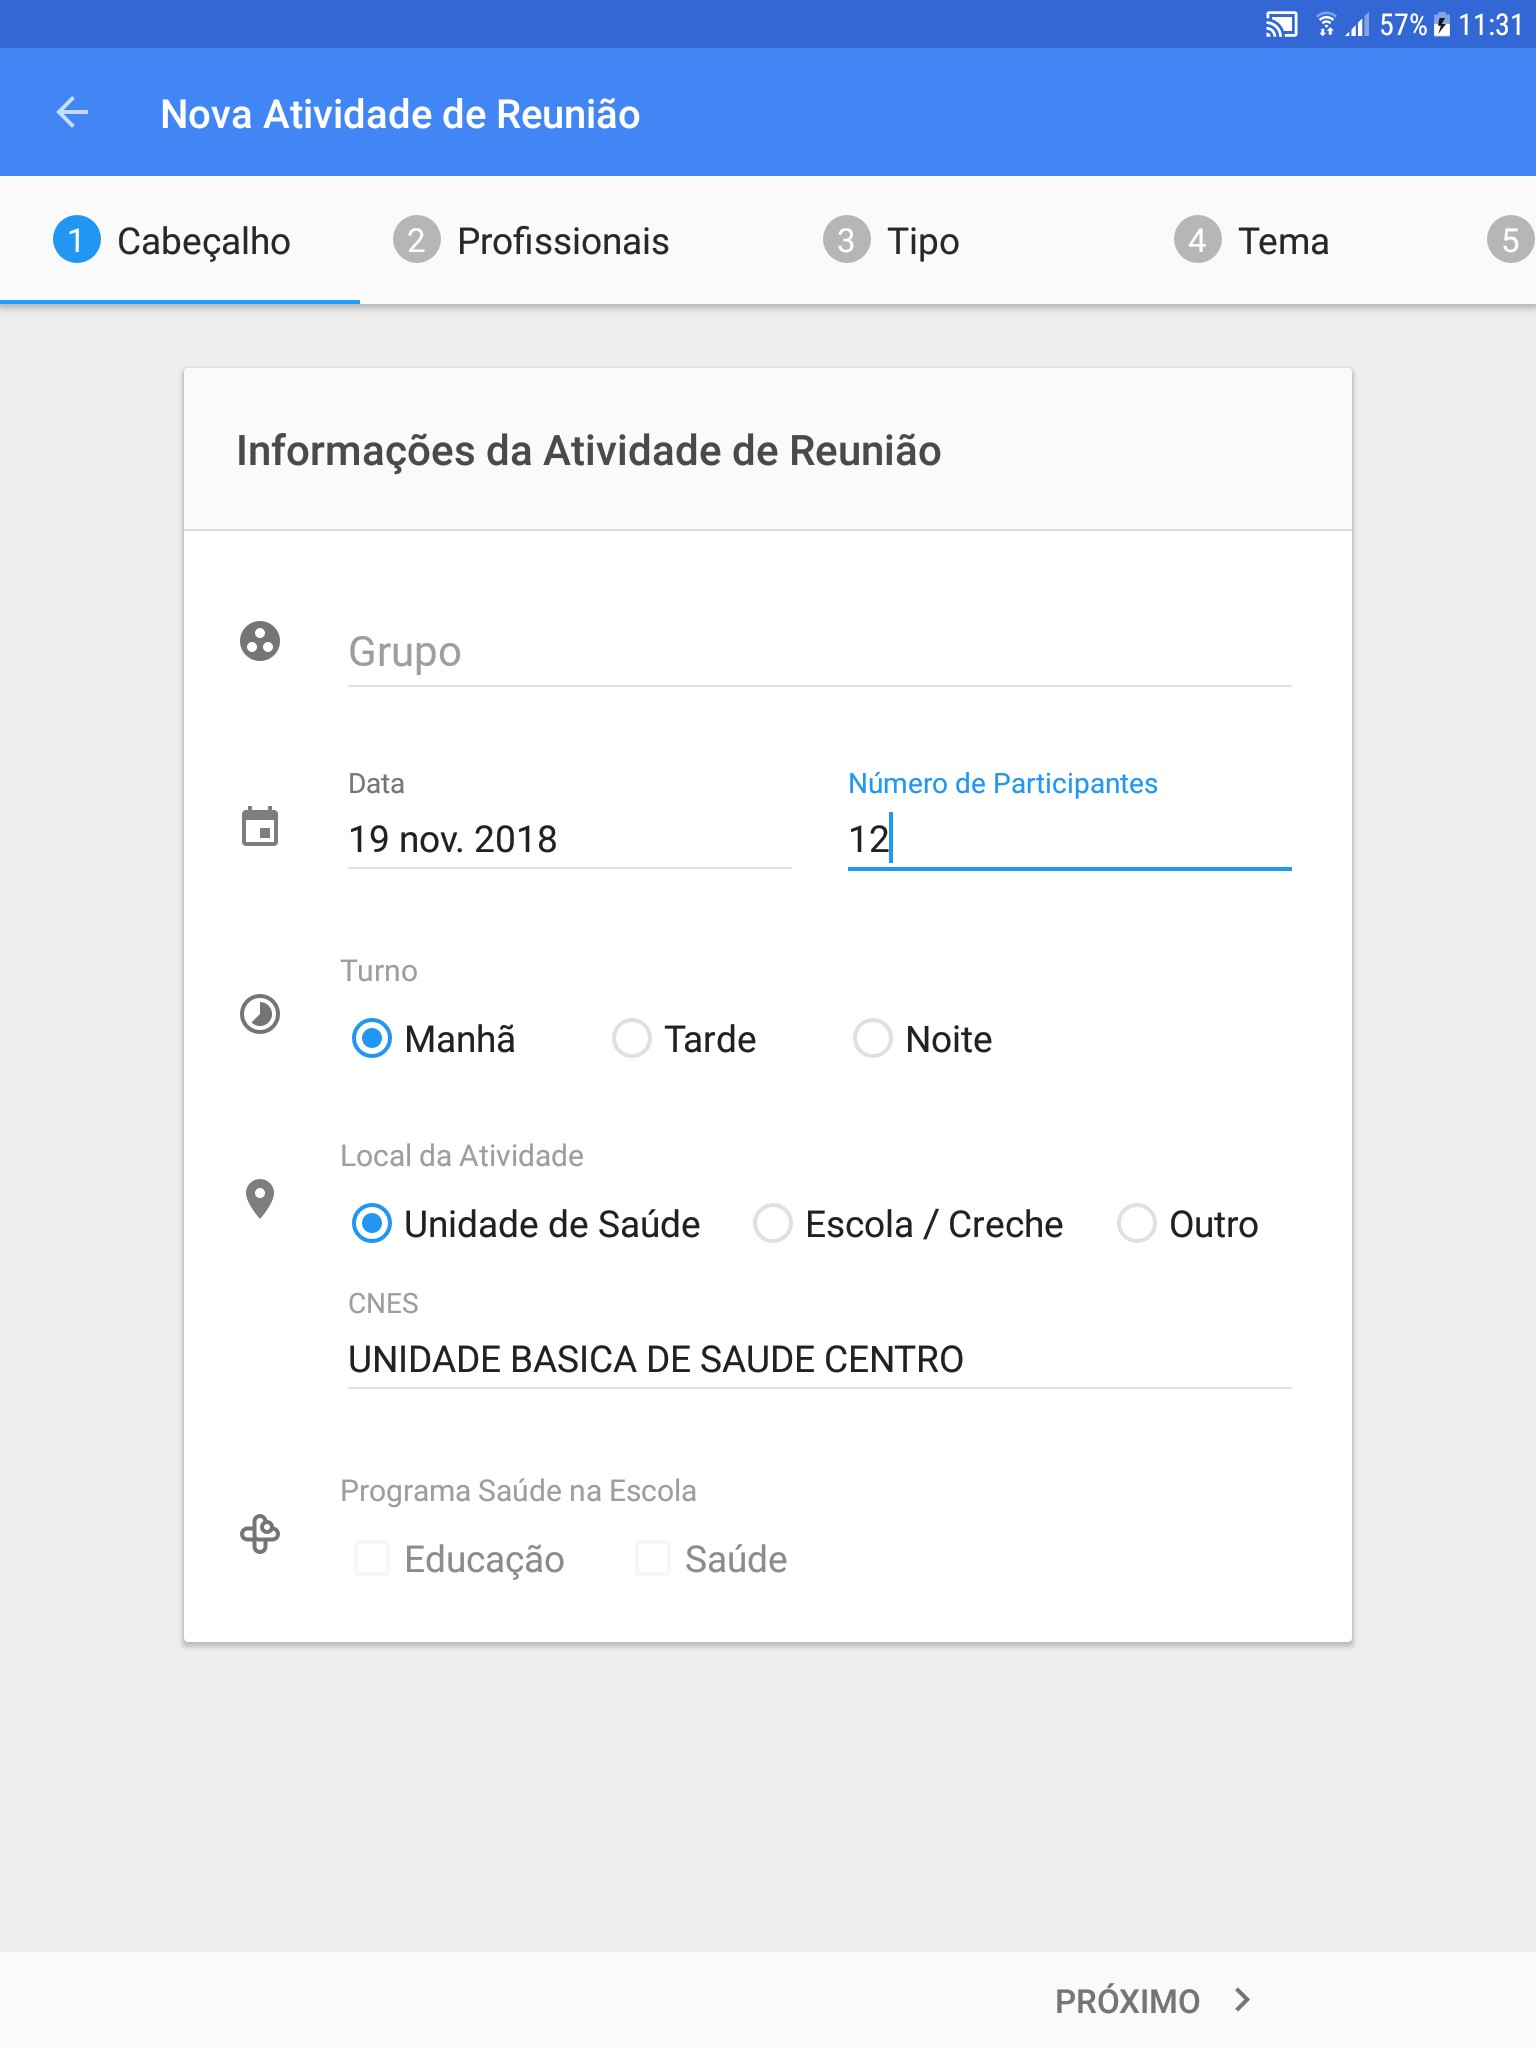 57% 11:31
Nova Atividade de Reunião
1 Cabeçalho 2 Profissionais 3 Tipo 4 Tema 5
Informações da Atividade de Reunião
Grupo
Data Número de Participantes
19 nov. 2018 12
Turno
Manhã Tarde Noite
Local da Atividade
Unidade de Saúde Escola / Creche Outro
CNES
UNIDADE BASICA DE SAUDE CENTRO
Programa Saúde na Escola
Educação Saúde
PRÓXIMO